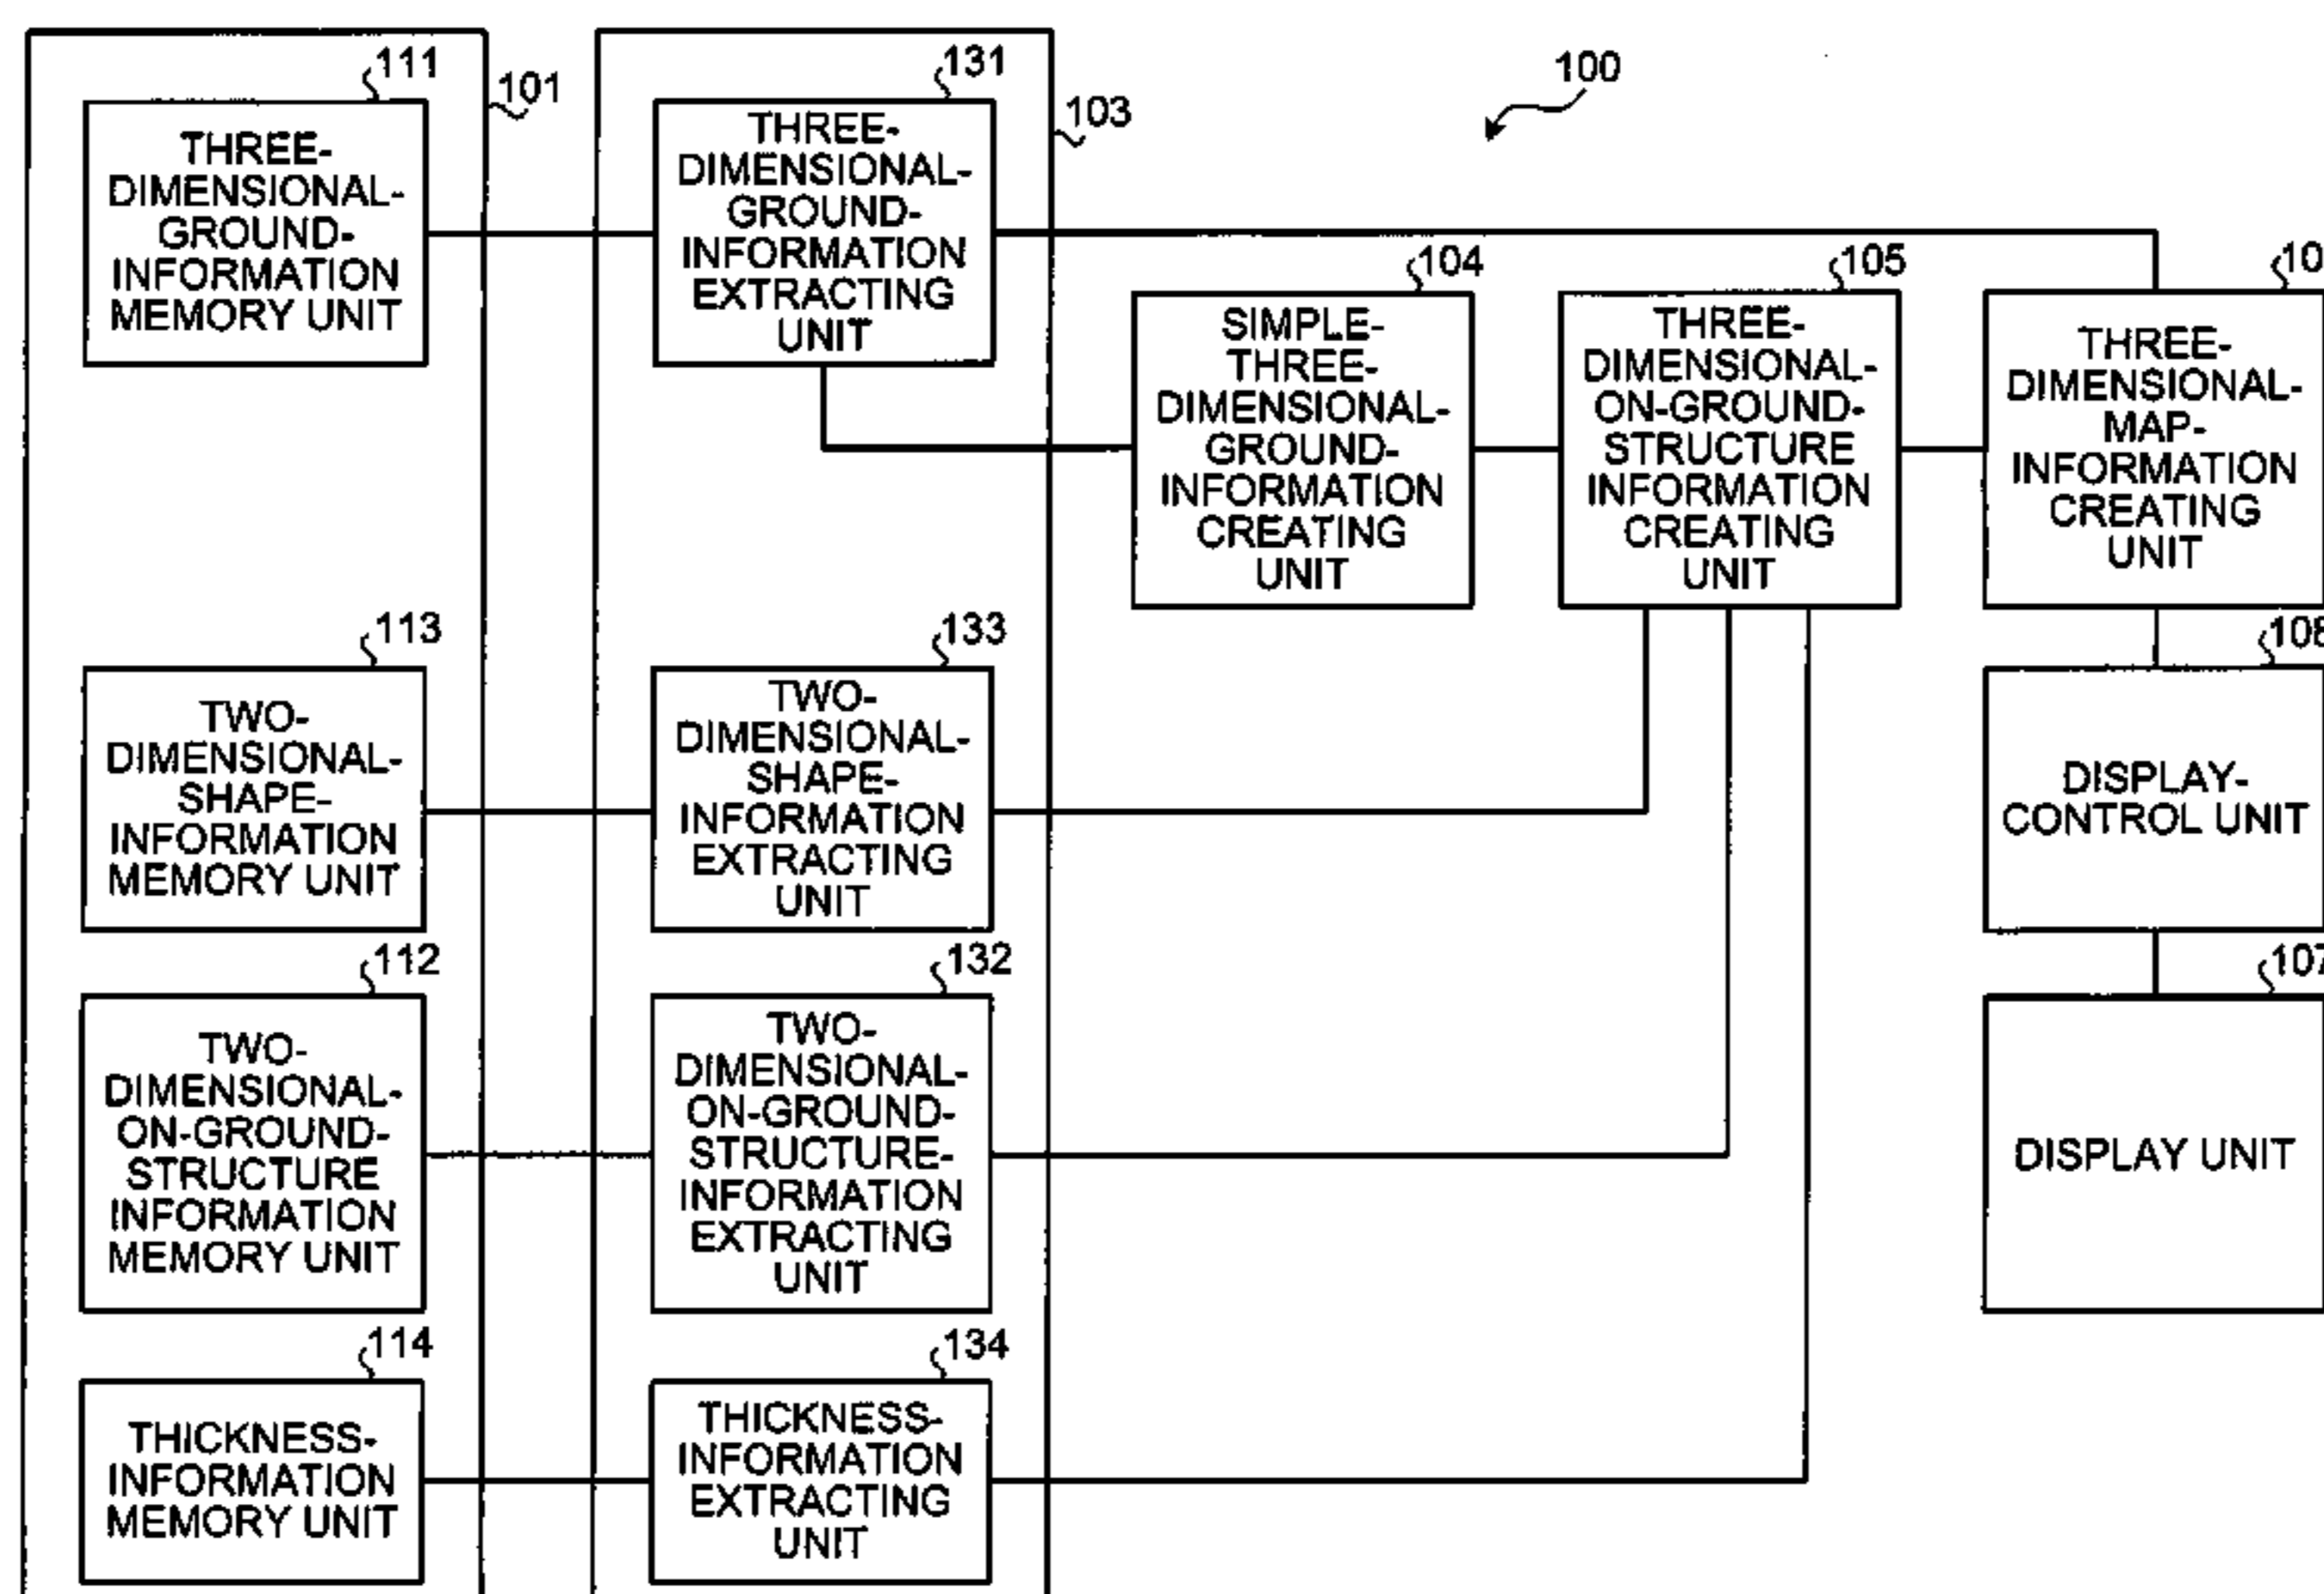 111
101
THREE-
DIMENSIONAL-
GROUND-
INFORMATION
MEMORY UNIT
131
103
THREE-
DIMENSIONAL-
GROUND-
INFORMATION
EXTRACTING
UNIT
100
104
SIMPLE-
THREE-
DIMENSIONAL-
GROUND-
INFORMATION
CREATING
UNIT
105
THREE-
DIMENSIONAL-
ON-GROUND-
STRUCTURE
INFORMATION
CREATING
UNIT
THREE-
DIMENSIONAL-
MAP-
INFORMATION
CREATING
UNIT
113
TWO-
DIMENSIONAL-
SHAPE-
INFORMATION
MEMORY UNIT
133
TWO-
DIMENSIONAL-
SHAPE-
INFORMATION
EXTRACTING
UNIT
108
DISPLAY-
CONTROL UNIT
112
TWO-
DIMENSIONAL-
ON-GROUND-
STRUCTURE
INFORMATION
MEMORY UNIT
132
TWO-
DIMENSIONAL-
ON-GROUND-
STRUCTURE-
INFORMATION
EXTRACTING
UNIT
107
DISPLAY UNIT
114
THICKNESS-
INFORMATION
MEMORY UNIT
134
THICKNESS-
INFORMATION
EXTRACTING
UNIT